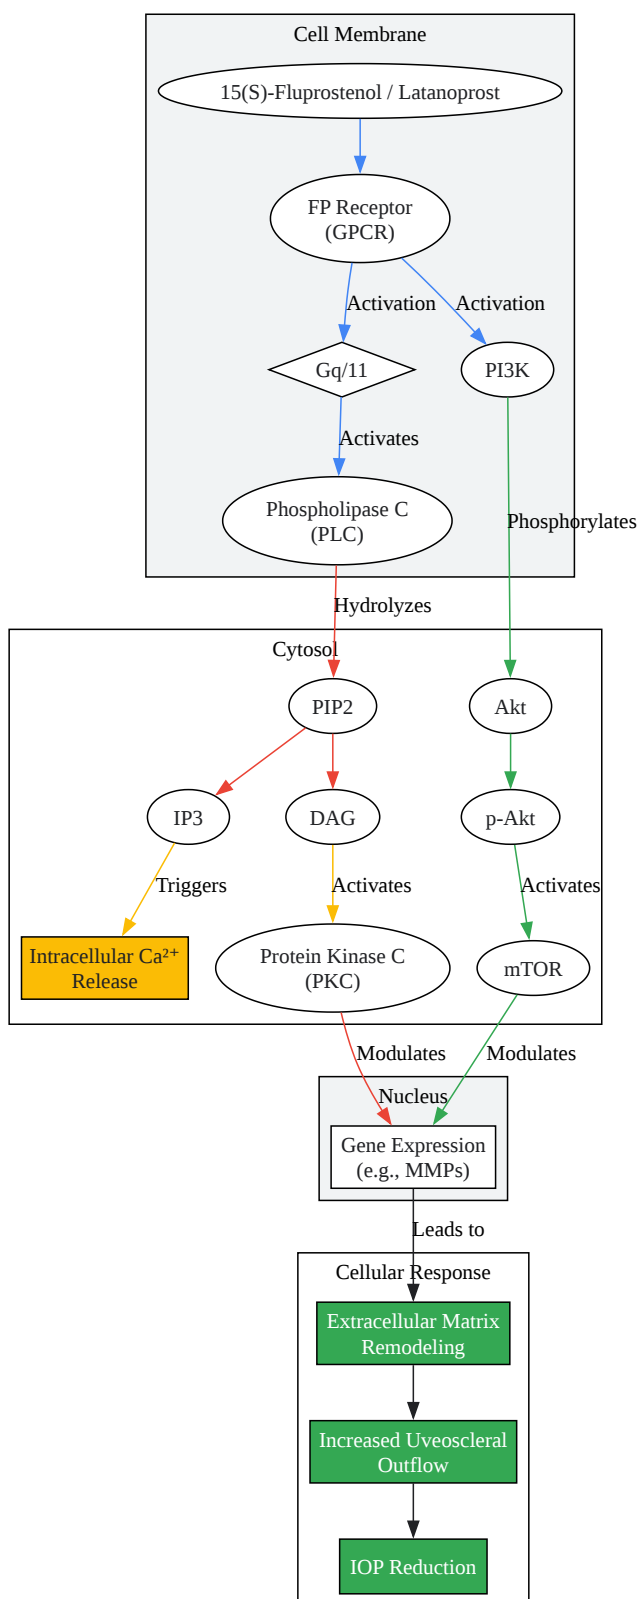 Cell Membrane
15(S)-Fluprostenol / Latanoprost
FP Receptor
(GPCR)
Activation
Activation
Gq/11
PI3K
Activates
Phospholipase C
(PLC)
Phosphorylates
Hydrolyzes
Cytosol
PIP2
Akt
IP3
DAG
p-Akt
Triggers
Activates
Activates
Intracellular Ca²⁺
Release
Protein Kinase C
(PKC)
mTOR
Modulates
Modulates
Nucleus
Gene Expression
(e.g., MMPs)
Leads to
Cellular Response
Extracellular Matrix
Remodeling
Increased Uveoscleral
Outflow
IOP Reduction